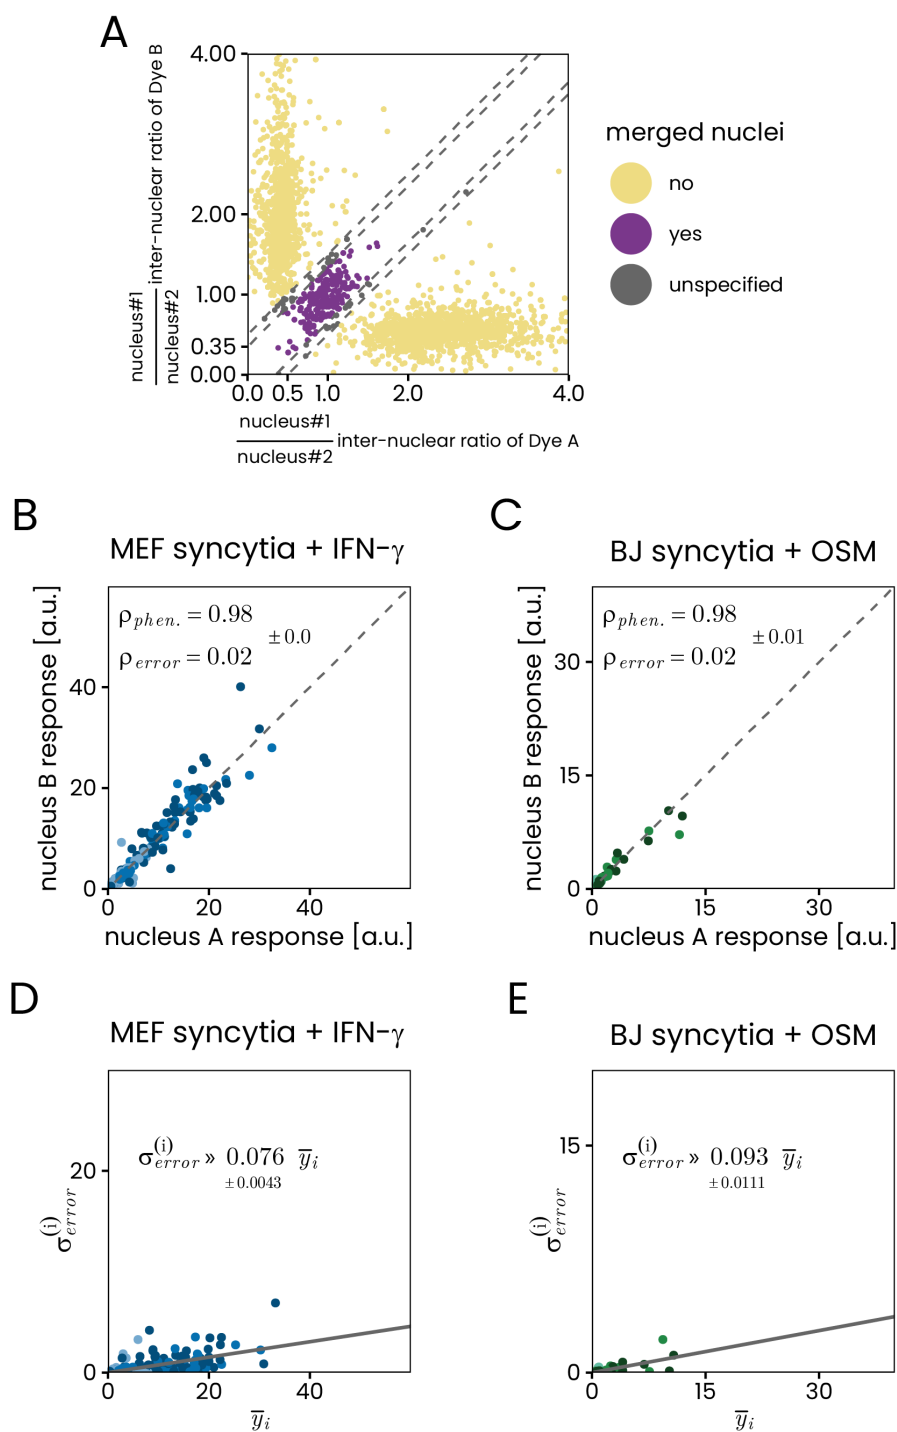 A
inter-nuclear ratio of Dye B
nucleus#1
nucleus#2
4.00
2.00
1.00
0.35
0.00
0.0 0.5 1.0 2.0 4.0
nucleus#1
nucleus#2
inter-nuclear ratio of Dye A
merged nuclei
no
yes
unspecified
B
MEF syncytia + IFN-γ
nucleus B response [a.u.]
ρphen. = 0.98
± 0.0
ρerror = 0.02
40
20
0
0 20 40
nucleus A response [a.u.]
C
BJ syncytia + OSM
nucleus B response [a.u.]
ρphen. = 0.98
± 0.01
ρerror = 0.02
30
15
0
0 15 30
nucleus A response [a.u.]
D
MEF syncytia + IFN-γ
σ(i)error
σ(i)error » 0.076 y̅i
± 0.0043
20
0
0 20 40
y̅i
E
BJ syncytia + OSM
σ(i)error
σ(i)error » 0.093 y̅i
± 0.0111
15
0
0 15 30
y̅i